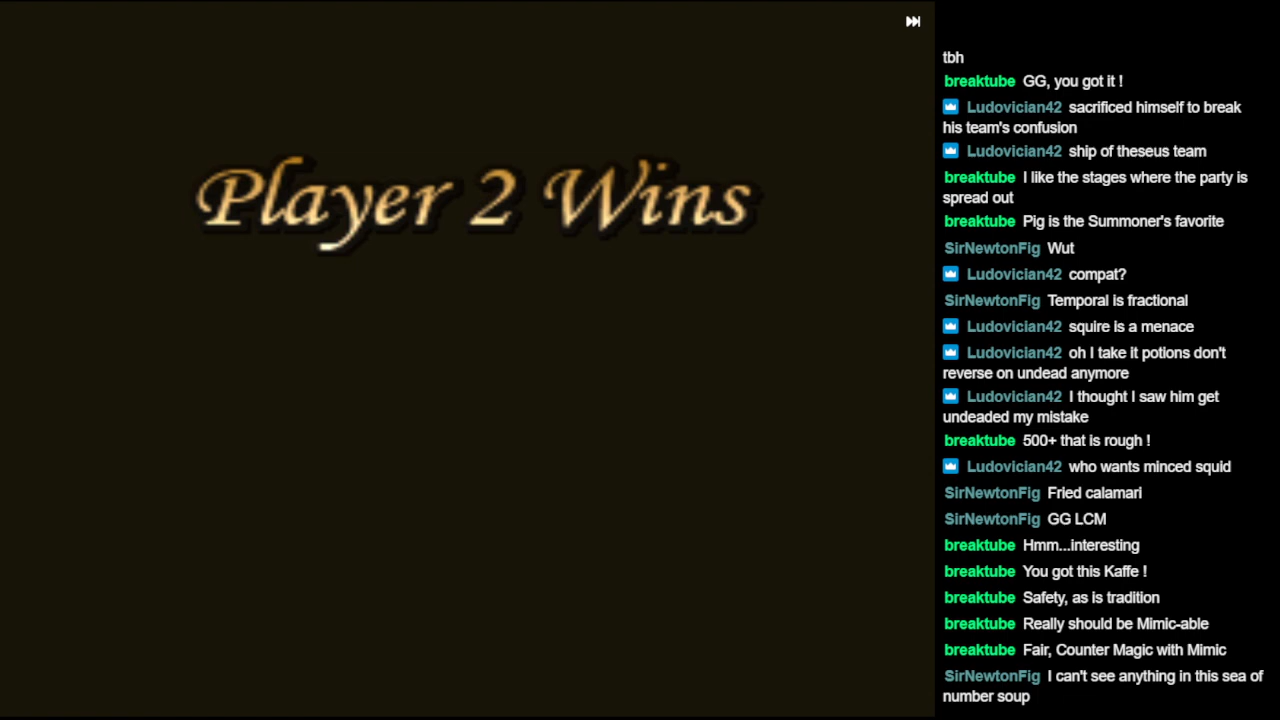 Player 2 Wins
tbh
breaktube GG, you got it !
Ludovician42 sacrificed himself to break
his team's confusion
Ludovician42 ship of theseus team
breaktube I like the stages where the party is
spread out
breaktube Pig is the Summoner's favorite
SirNewtonFig Wut
Ludovician42 compat?
SirNewtonFig Temporal is fractional
Ludovician42 squire is a menace
Ludovician42 oh I take it potions don't
reverse on undead anymore
Ludovician42 I thought I saw him get
undeaded my mistake
breaktube 500+ that is rough !
Ludovician42 who wants minced squid
SirNewtonFig Fried calamari
SirNewtonFig GG LCM
breaktube Hmm...interesting
breaktube You got this Kaffe !
breaktube Safety, as is tradition
breaktube Really should be Mimic-able
breaktube Fair, Counter Magic with Mimic
SirNewtonFig I can't see anything in this sea of
number soup